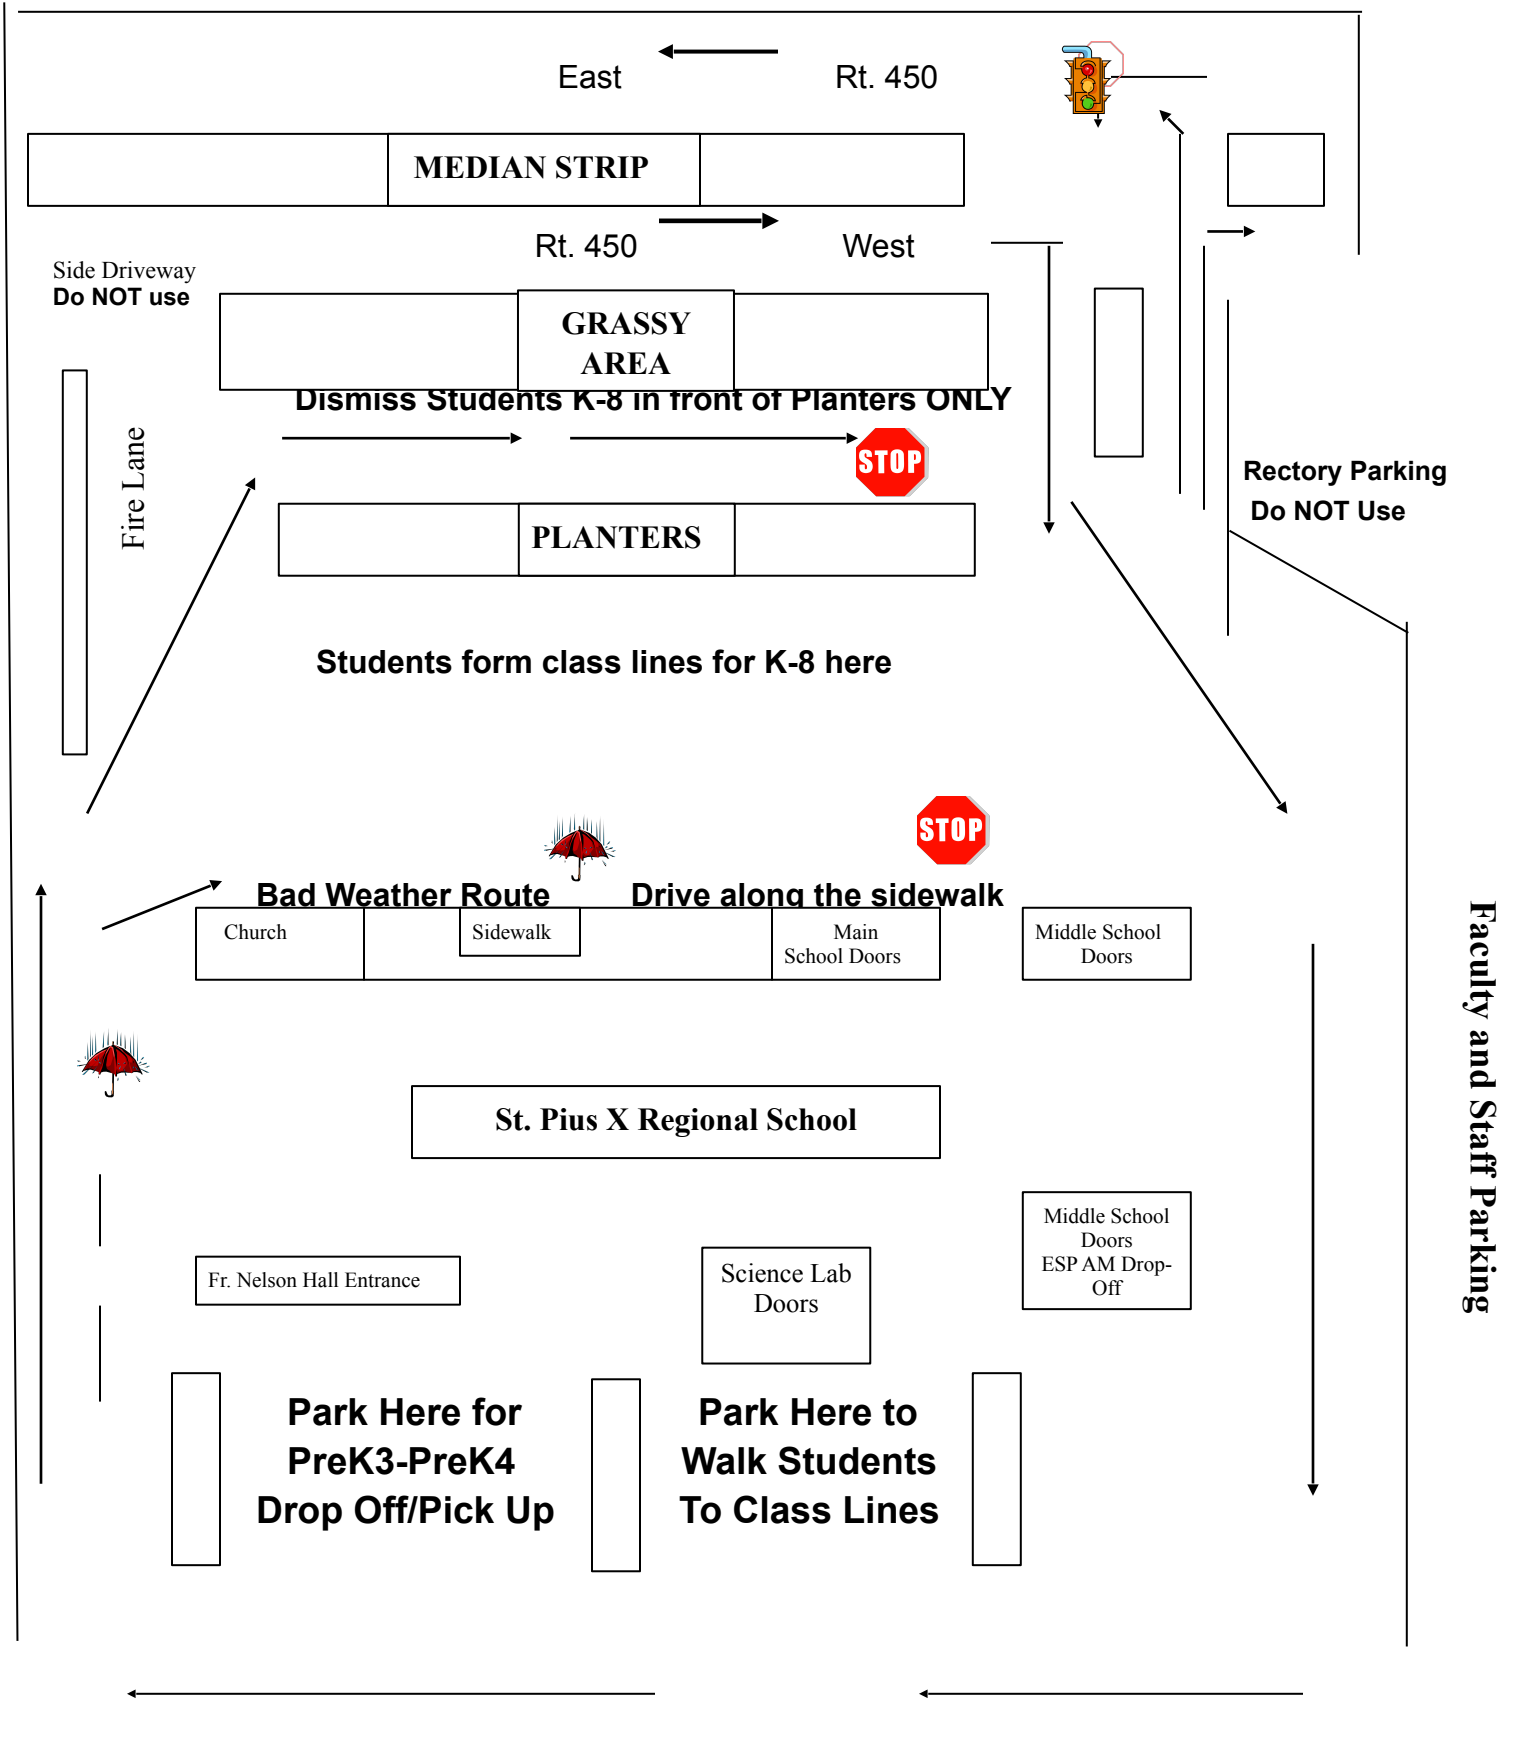 East
Rt. 450
MEDIAN STRIP
Rt. 450
West
Side Driveway
Do NOT use
GRASSY
AREA
Dismiss Students K-8 in front of Planters ONLY
STOP
Fire Lane
Rectory Parking
Do NOT Use
PLANTERS
Students form class lines for K-8 here
STOP
Bad Weather Route
Drive along the sidewalk
Church
Sidewalk
Main
School Doors
Middle School
Doors
Faculty and Staff Parking
St. Pius X Regional School
Middle School
Doors
ESP AM Drop-
Off
Fr. Nelson Hall Entrance
Science Lab
Doors
Park Here for
PreK3-PreK4
Drop Off/Pick Up
Park Here to
Walk Students
To Class Lines